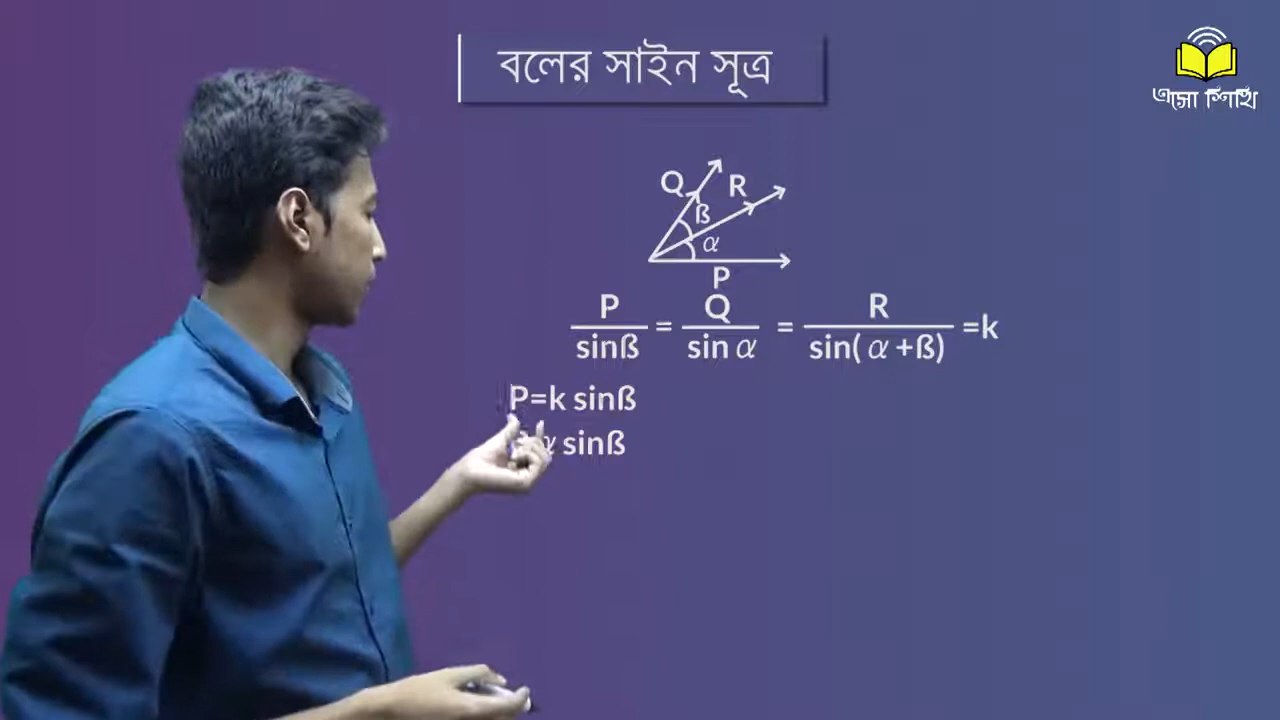 বলের সাইন সূত্র
এসো শিখি
Q R
ß
α
P
P/sinß = Q/sin α = R/sin( α +ß) =k
P=k sinß
α sinß